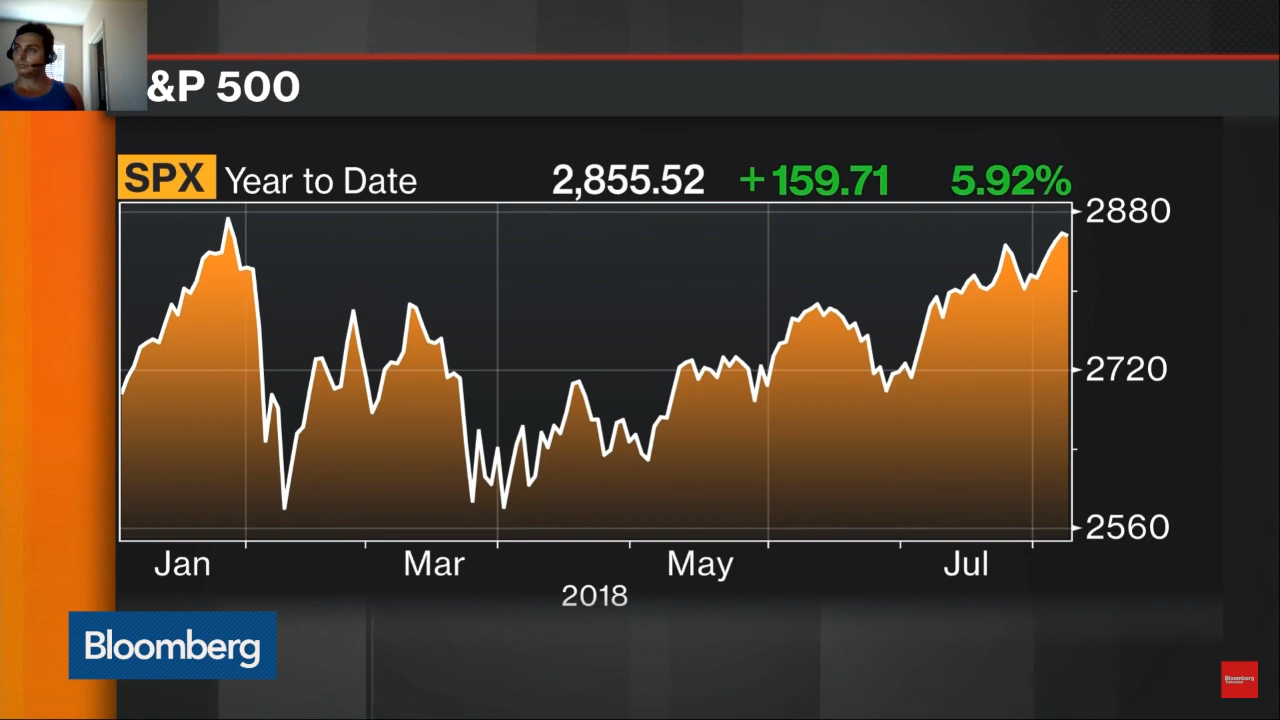 &P 500
SPX Year to Date 2,855.52 +159.71 5.92%
2880
2720
2560
Jan Mar May Jul
2018
Bloomberg
Bloomberg